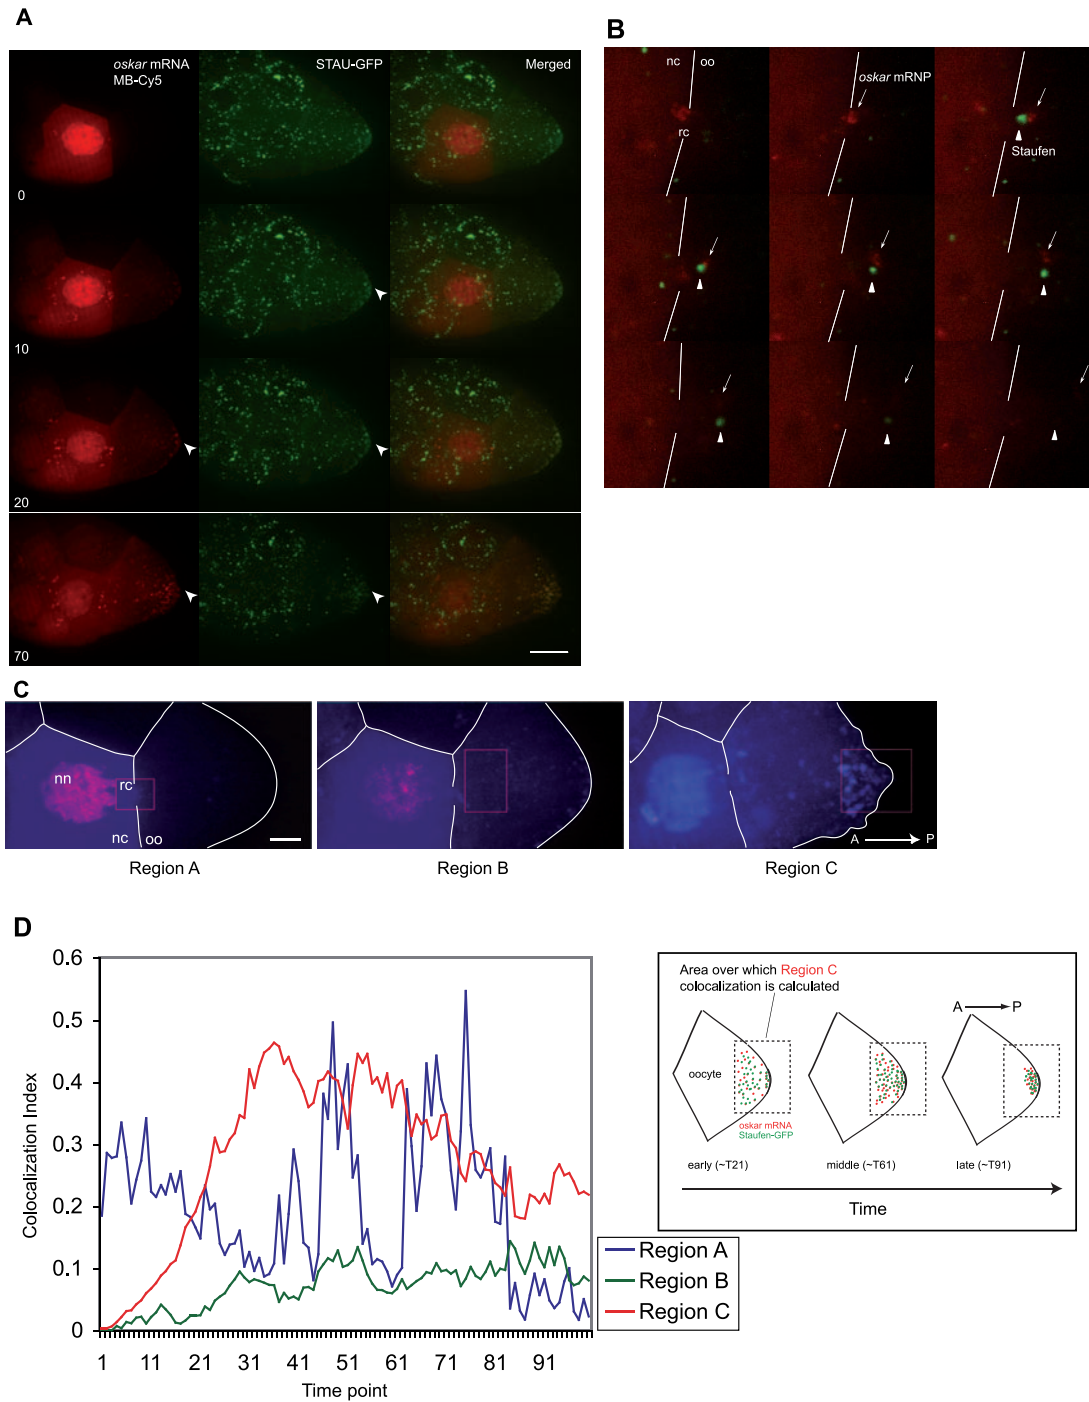 A
oskar mRNA
MB-Cy5
STAU-GFP
Merged
0
10
20
70
B
nc oo
oskar mRNP
rc
Staufen
C
nn
rc
nc oo
A P
Region A
Region B
Region C
D
0.6
0.5
0.4
0.3
0.2
0.1
0
Colocalization Index
1 11 21 31 41 51 61 71 81 91
Time point
Region A
Region B
Region C
Area over which Region C
colocalization is calculated
A P
oocyte
oskar mRNA
Staufen-GFP
early (~T21)
middle (~T61)
late (~T91)
Time